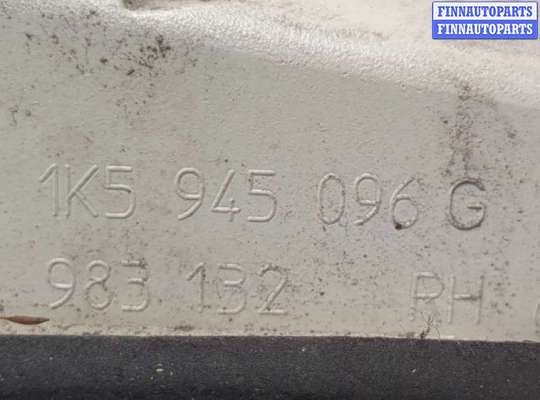 FINNAUTOPARTS
FINNAUTOPARTS
1K5 945 096 G
983 132 RH